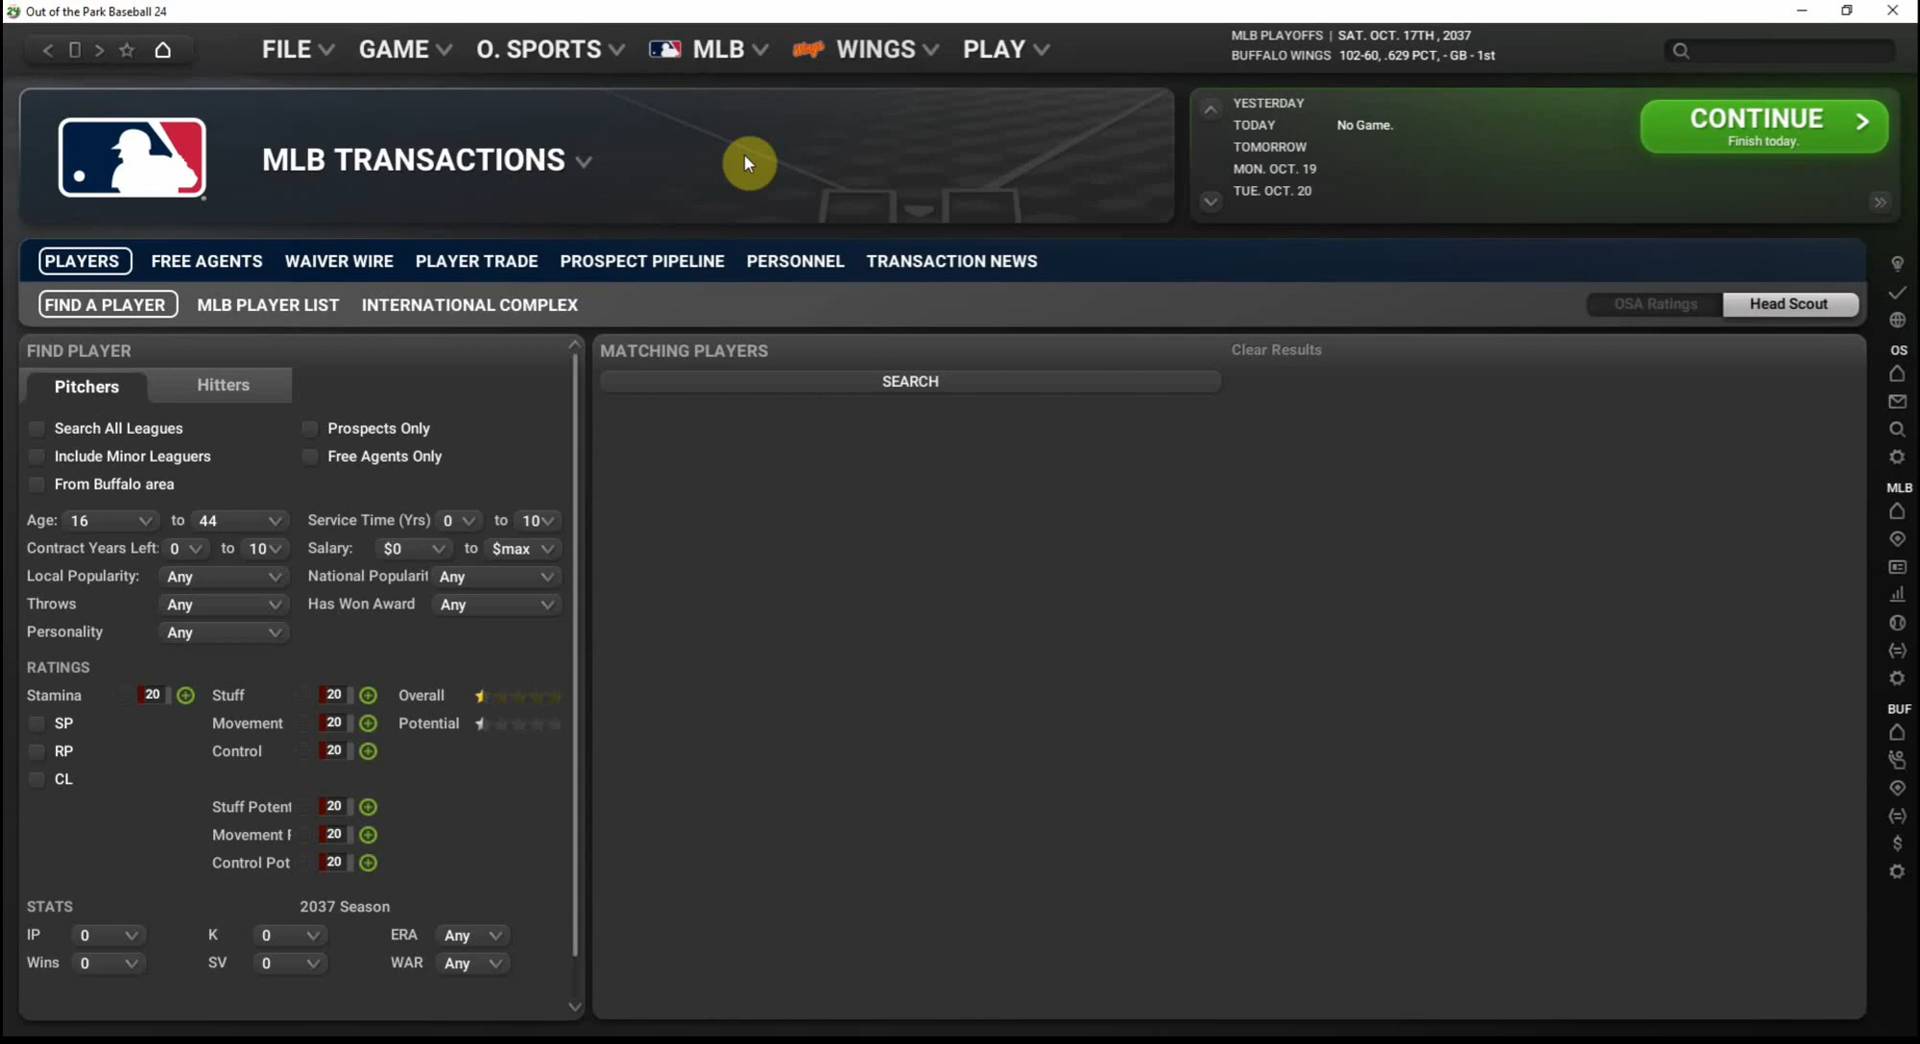 24 Out of the Park Baseball 24
FILE GAME O. SPORTS MLB Wings WINGS PLAY
MLB PLAYOFFS | SAT. OCT. 17TH , 2037
BUFFALO WINGS 102-60, .629 PCT, - GB - 1st
MLB TRANSACTIONS
YESTERDAY
TODAY No Game.
TOMORROW
MON. OCT. 19
TUE. OCT. 20
CONTINUE
Finish today.
PLAYERS FREE AGENTS WAIVER WIRE PLAYER TRADE PROSPECT PIPELINE PERSONNEL TRANSACTION NEWS
FIND A PLAYER MLB PLAYER LIST INTERNATIONAL COMPLEX OSA Ratings Head Scout
FIND PLAYER
Pitchers Hitters
Search All Leagues Prospects Only
Include Minor Leaguers Free Agents Only
From Buffalo area
Age: 16 to 44 Service Time (Yrs) 0 to 10
Contract Years Left: 0 to 10 Salary: $0 to $max
Local Popularity: Any National Popularit Any
Throws Any Has Won Award Any
Personality Any
RATINGS
Stamina 20 Stuff 20 Overall
SP Movement 20 Potential
RP Control 20
CL
Stuff Potent 20
Movement P 20
Control Pot 20
STATS 2037 Season
IP 0 K 0 ERA Any
Wins 0 SV 0 WAR Any
MATCHING PLAYERS Clear Results
SEARCH
OS
MLB
BUF
$